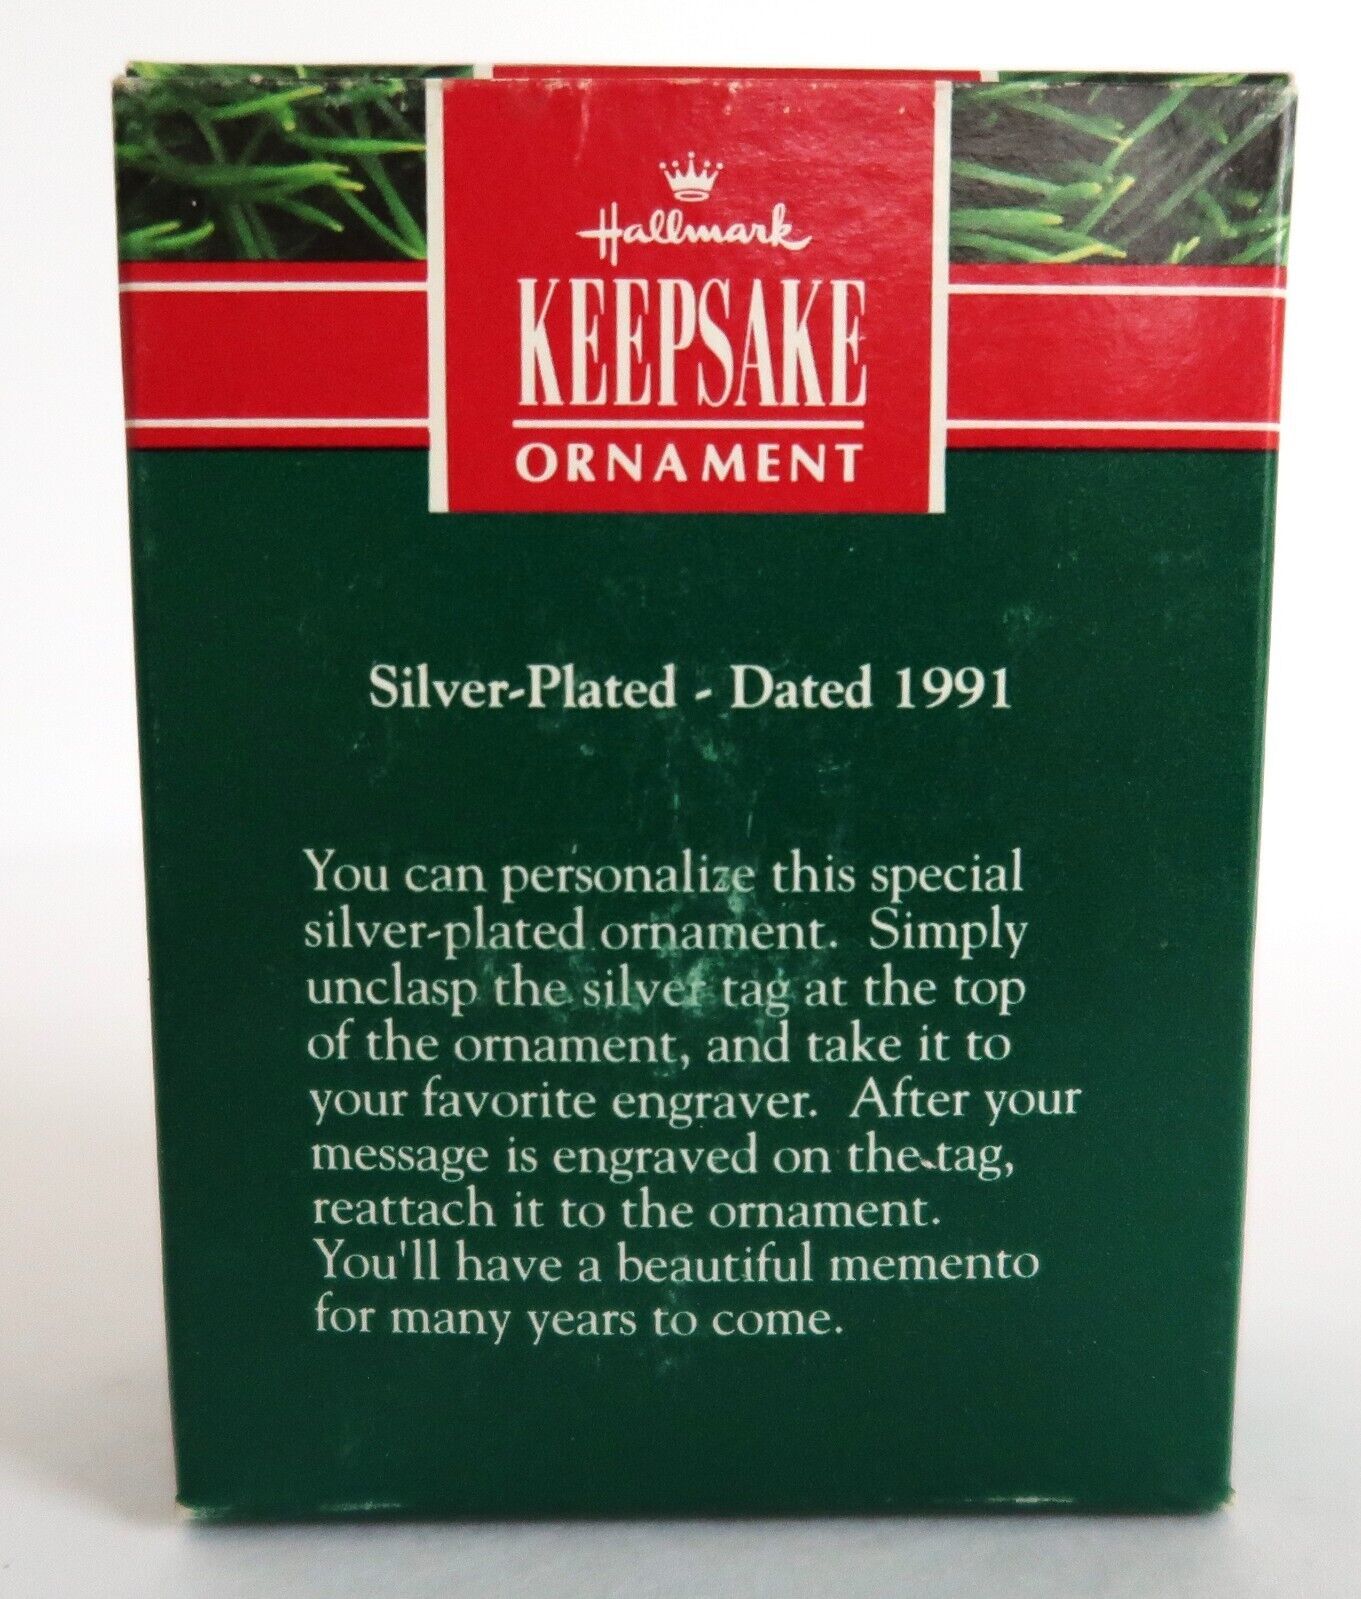 Hallmark
KEEPSAKE
ORNAMENT
Silver-Plated - Dated 1991
You can personalize this special
silver-plated ornament. Simply
unclasp the silver tag at the top
of the ornament, and take it to
your favorite engraver. After your
message is engraved on the tag,
reattach it to the ornament.
You'll have a beautiful memento
for many years to come.